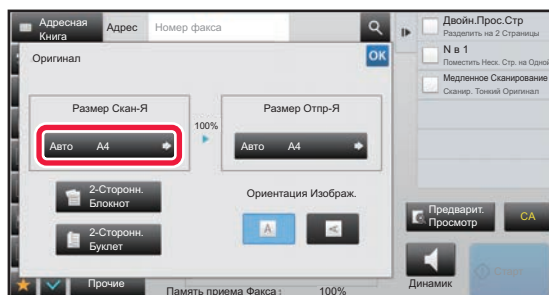 Адресная
Книга
Адрес
Номер факса
Двойн.Прос.Стр
Разделить на 2 Страницы
N в 1
Поместить Неск. Стр. на Одной
Медленное Сканирование
Сканир. Тонкий Оригинал
Оригинал
OK
Размер Скан-Я
100%
Размер Отпр-Я
Авто A4
Авто A4
2-Сторонн.
Блокнот
Ориентация Изображ.
A
A
2-Сторонн.
Буклет
Предварит.
Просмотр
CA
Старт
Прочие
Память приема Факса:
100%
Динамик